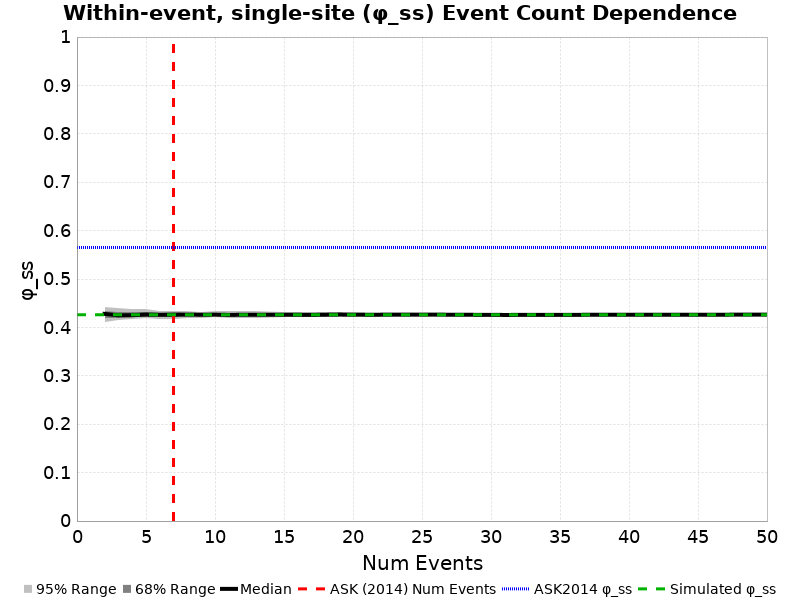 Within-event, single-site (φ_ss) Event Count Dependence
1
0.9
0.8
0.7
0.6
0.5
0.4
0.3
0.2
0.1
0
φ_ss
0 5 10 15 20 25 30 35 40 45 50
Num Events
95% Range 68% Range Median ASK (2014) Num Events ASK2014 φ_ss Simulated φ_ss